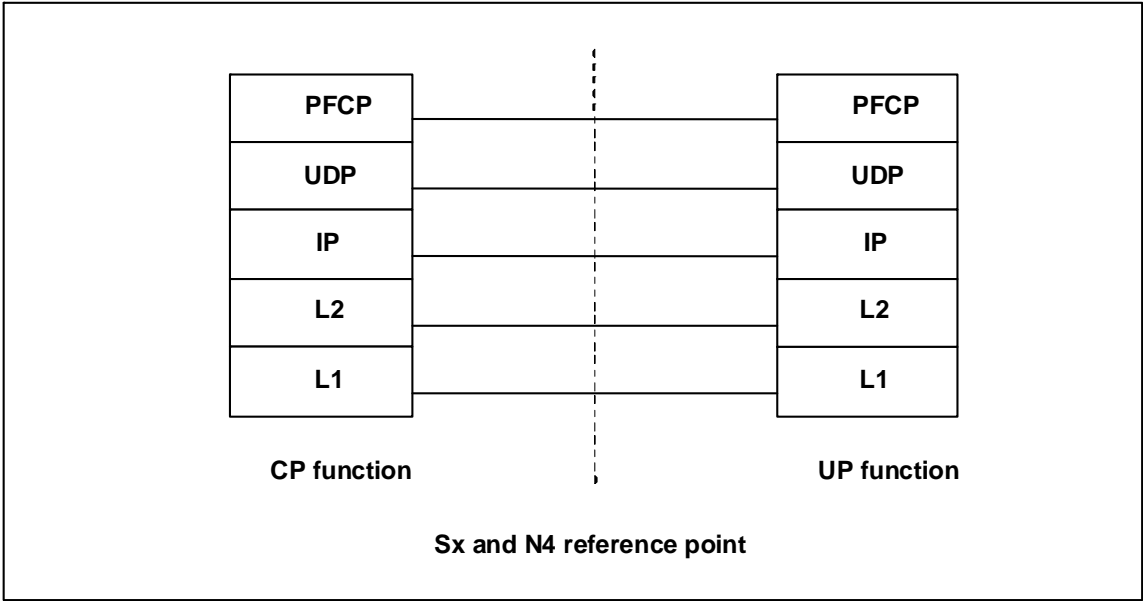 PFCP PFCP
UDP UDP
IP IP
L2 L2
L1 L1
CP function UP function
Sx and N4 reference point